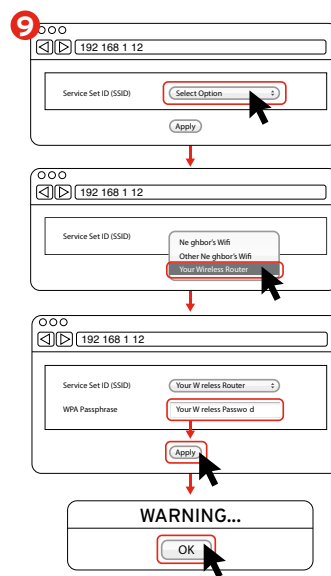 9
192 168 1 12
Service Set ID (SSID) Select Option
Apply
192 168 1 12
Service Set ID (SSID)
Ne ghbor's Wifi
Other Ne ghbor's Wifi
Your Wireless Router
192 168 1 12
Service Set ID (SSID) Your W reless Router
WPA Passphrase Your W reless Passwo d
Apply
WARNING...
OK